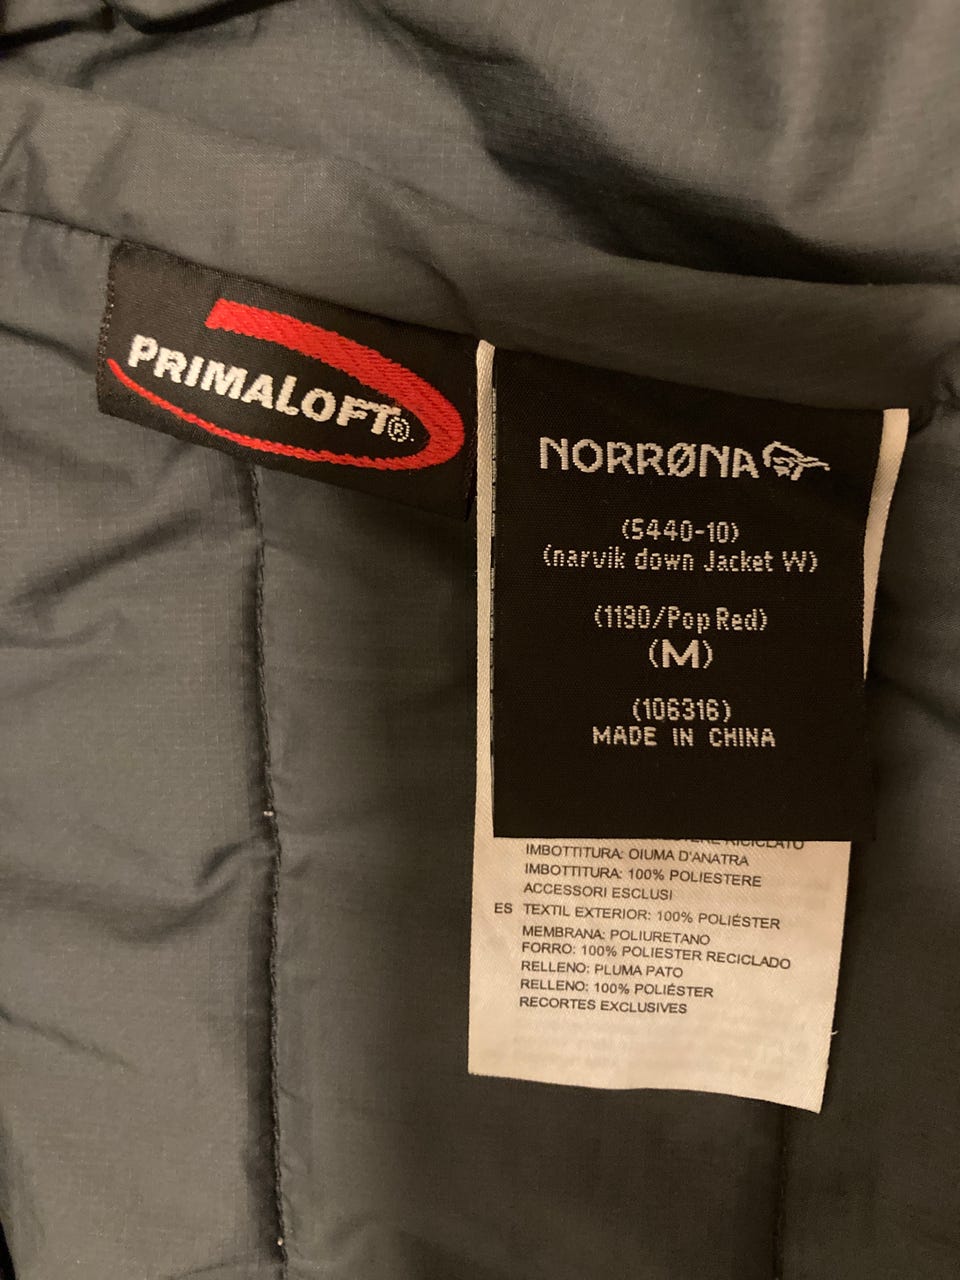 PRIMALOFT®
NORRØNA
(5440-10)
(narvik down Jacket W)
(1190/Pop Red)
(M)
(106316)
MADE IN CHINA
RICICLATO
IMBOTTITURA: OIUMA D'ANATRA
IMBOTTITURA: 100% POLIESTERE
ACCESSORI ESCLUSI
ES TEXTIL EXTERIOR: 100% POLIÉSTER
MEMBRANA: POLIURETANO
FORRO: 100% POLIESTER RECICLADO
RELLENO: PLUMA PATO
RELLENO: 100% POLIÉSTER
RECORTES EXCLUSIVES